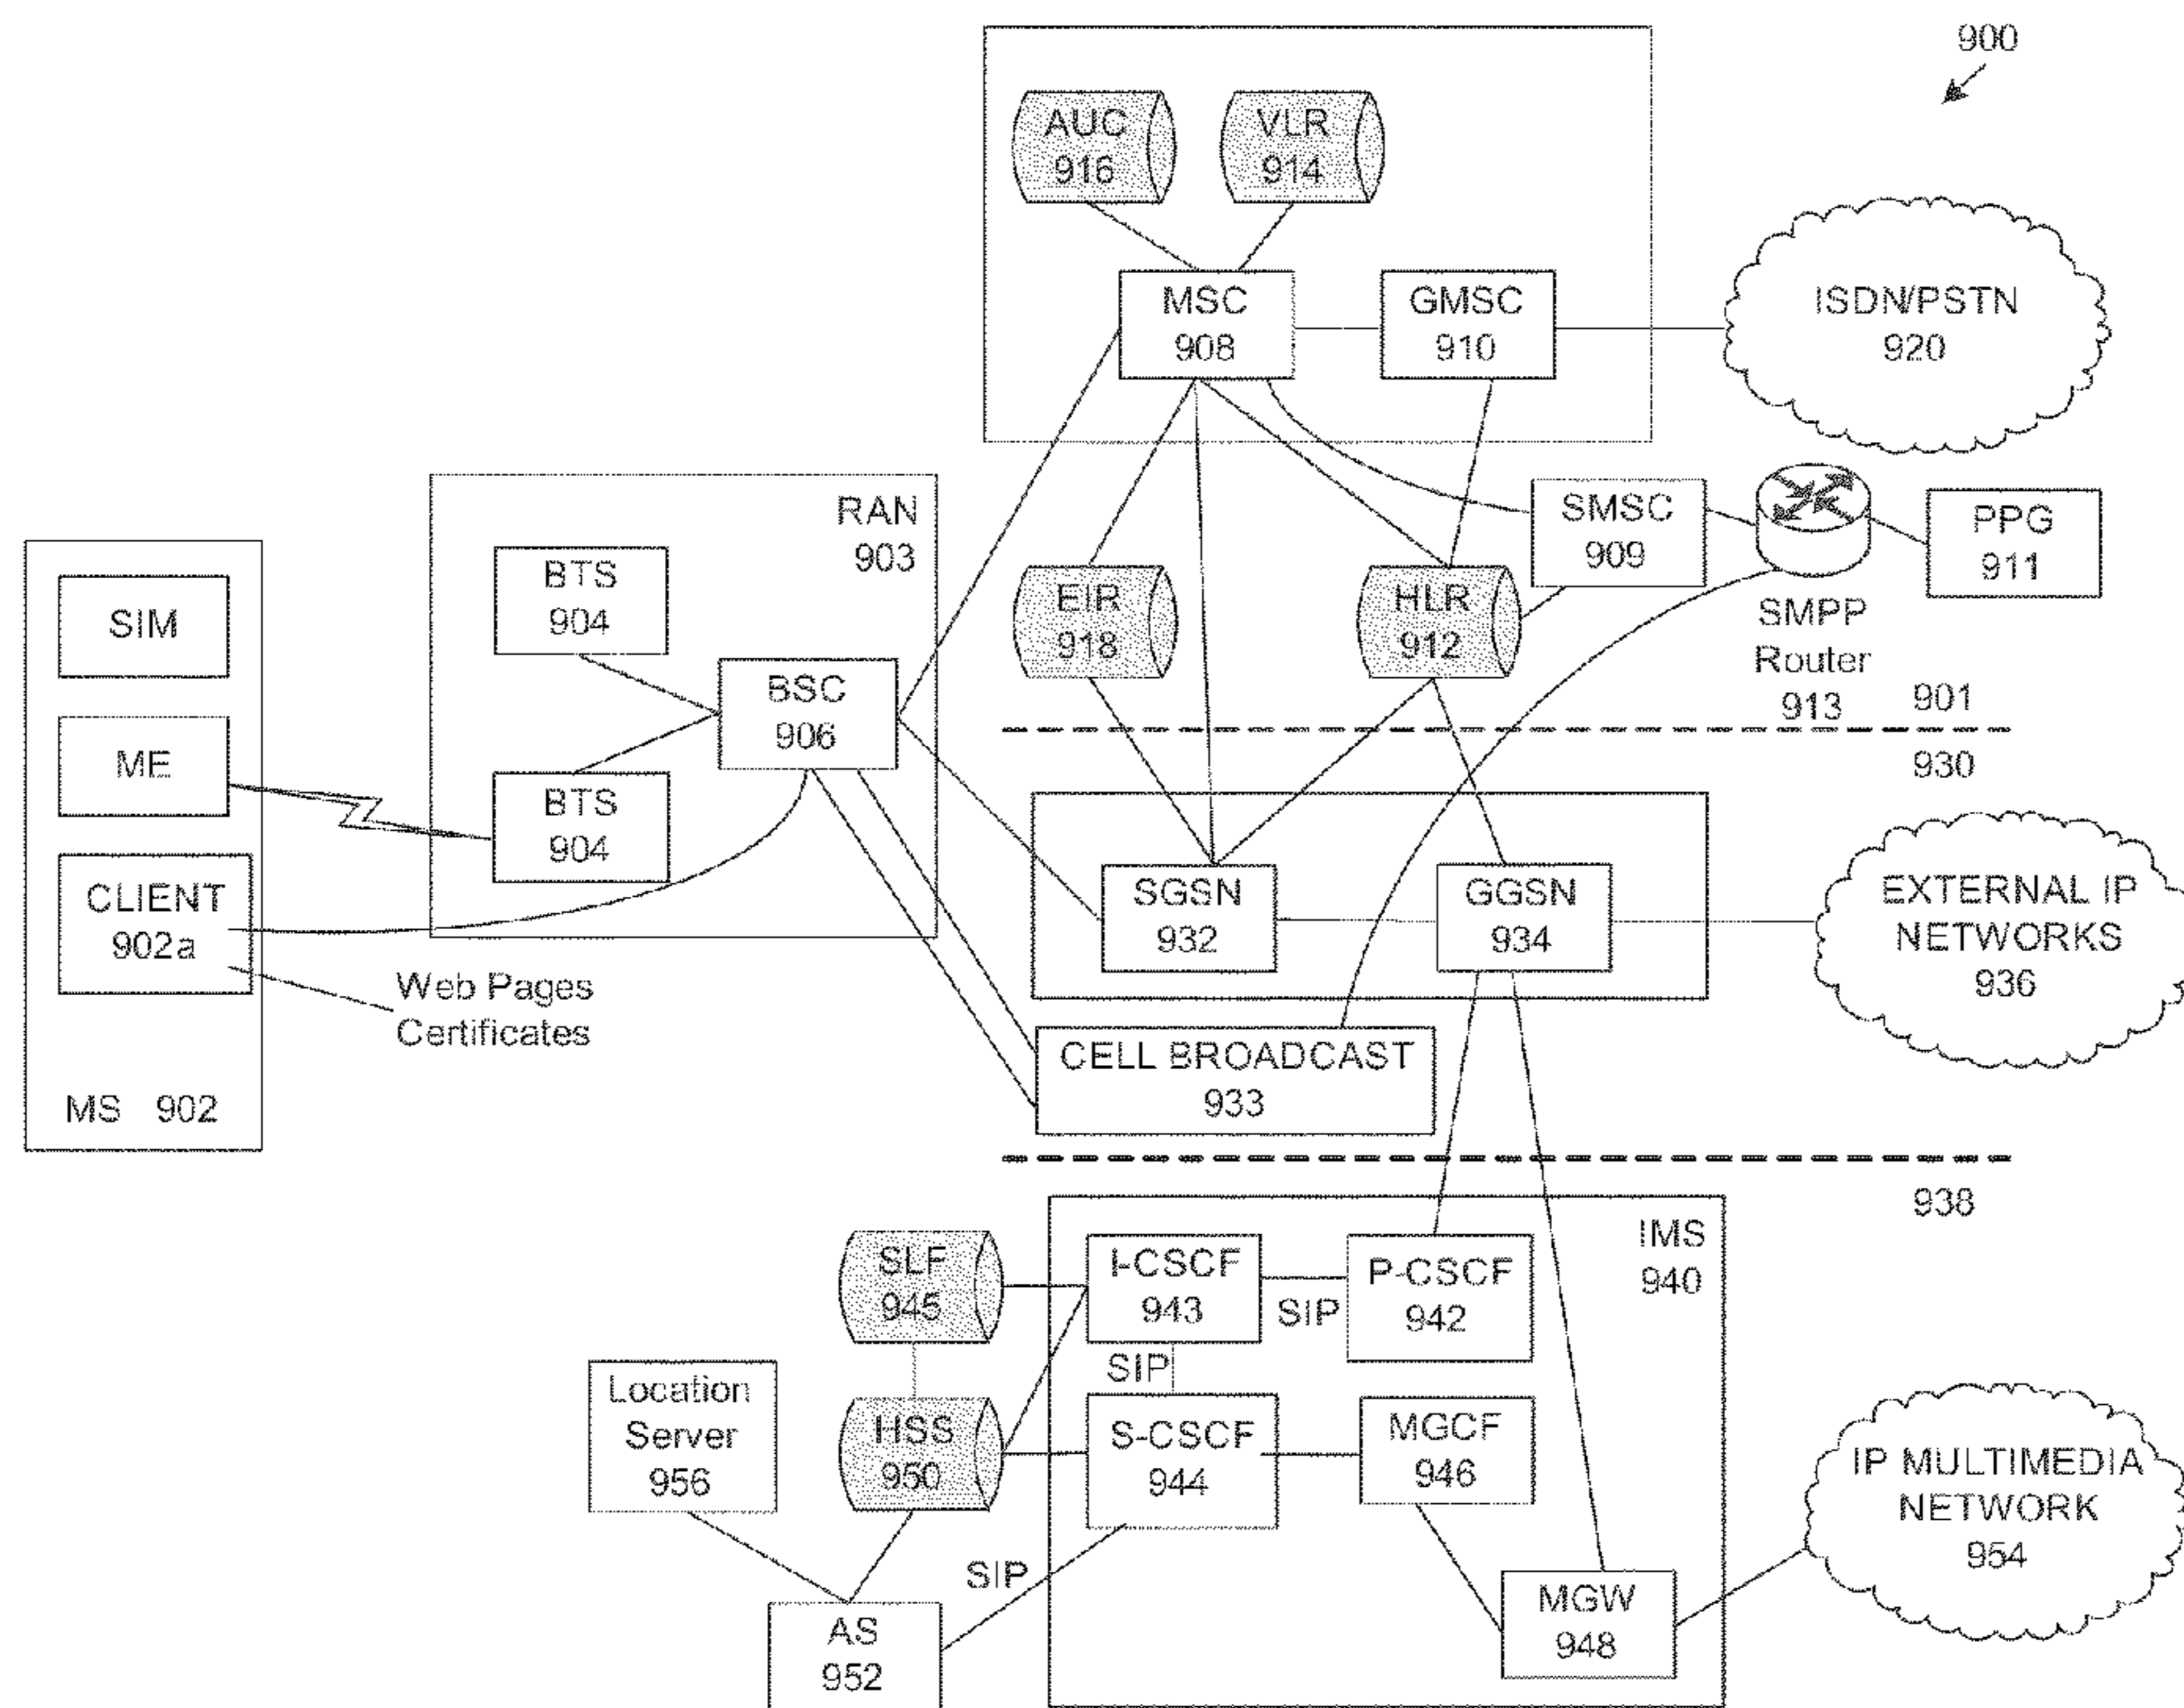 900
AUC
916
VLR
914
MSC
908
GMSC
910
ISDN/PSTN
920
RAN
903
BTS
904
BSC
906
BTS
904
SIM
ME
CLIENT
902a
MS 902
Web Pages
Certificates
EIR
918
HLR
912
SMSC
909
SMPP
Router
913
PPG
911
901
930
SGSN
932
GGSN
934
EXTERNAL IP
NETWORKS
936
CELL BROADCAST
933
938
IMS
940
SLF
945
I-CSCF
943
SIP
P-CSCF
942
SIP
Location
Server
956
HSS
950
S-CSCF
944
MGCF
946
IP MULTIMEDIA
NETWORK
954
SIP
AS
952
MGW
948